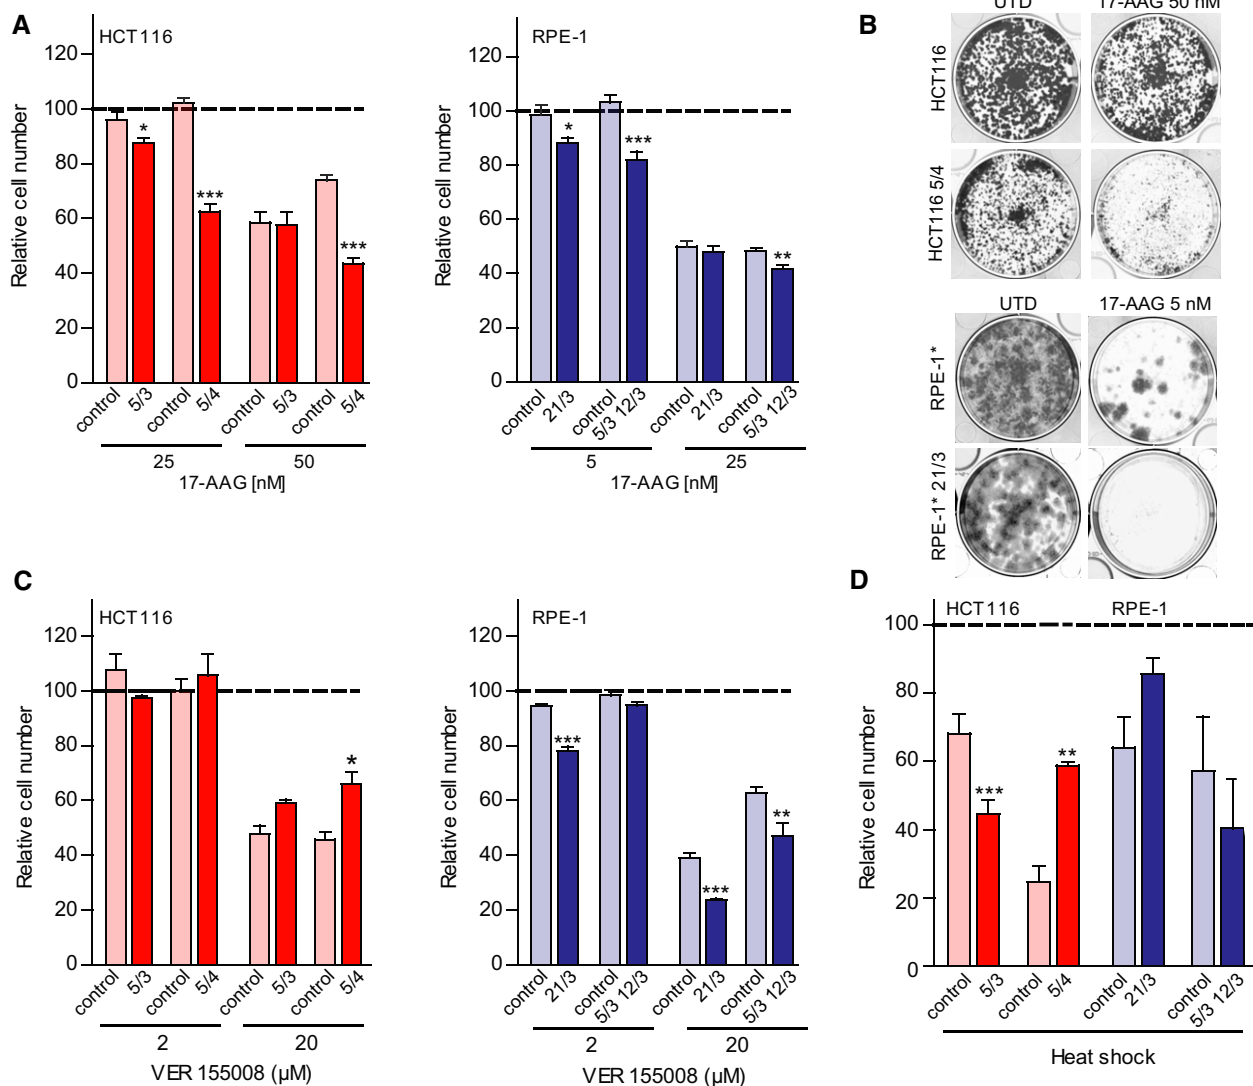 A
HCT116
Relative cell number
120
100
80
60
40
20
0
*
***
***
control
5/3
control
5/4
control
5/3
control
5/4
25
50
17-AAG [nM]
RPE-1
Relative cell number
120
100
80
60
40
20
0
*
***
**
control
21/3
control
5/3 12/3
control
21/3
control
5/3 12/3
5
25
17-AAG [nM]
B
UTD
17-AAG 50 nM
HCT116
HCT116 5/4
UTD
17-AAG 5 nM
RPE-1*
RPE-1* 21/3
C
HCT116
Relative cell number
120
100
80
60
40
20
0
*
control
5/3
control
5/4
control
5/3
control
5/4
2
20
VER 155008 (µM)
RPE-1
Relative cell number
120
100
80
60
40
20
0
***
***
**
control
21/3
control
5/3 12/3
control
21/3
control
5/3 12/3
2
20
VER 155008 (µM)
D
HCT116
RPE-1
Relative cell number
100
80
60
40
20
0
***
**
control
5/3
control
5/4
control
21/3
control
5/3 12/3
Heat shock